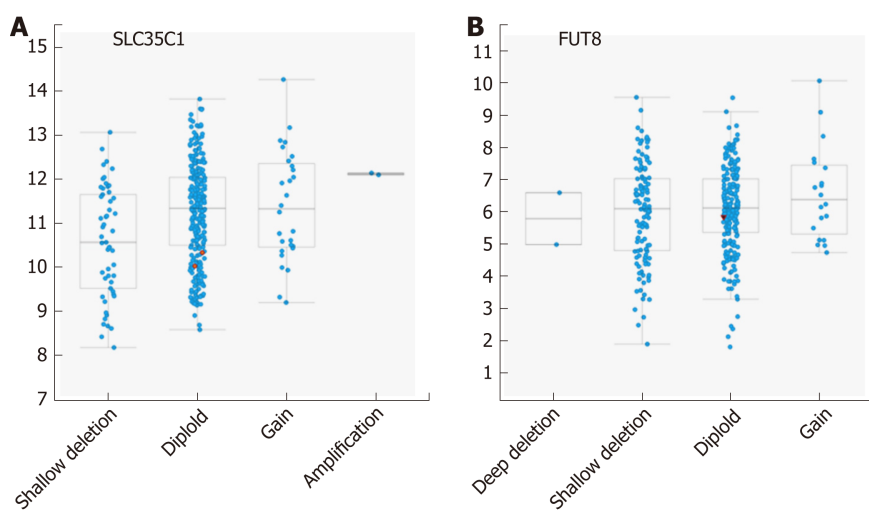 A
SLC35C1
15
14
13
12
11
10
9
8
7
Shallow deletion
Diplold
Gain
Amplification
B
FUT8
11
10
9
8
7
6
5
4
3
2
1
Deep deletion
Shallow deletion
Diplold
Gain